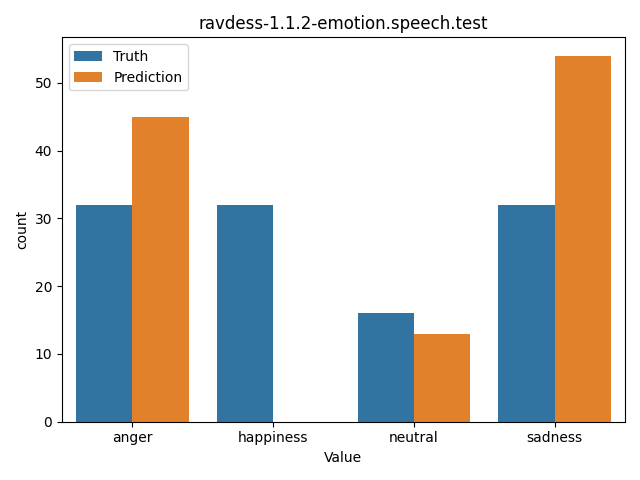 ravdess-1.1.2-emotion.speech.test
Truth
Prediction
count
50
40
30
20
10
0
anger happiness neutral sadness
Value